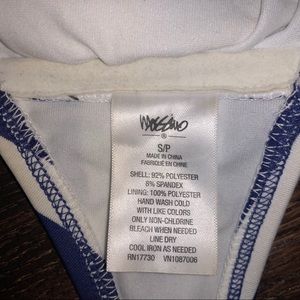 MOSSIMO
®
S/P
MADE IN CHINA
FABRIQUÉ EN CHINE
SHELL: 92% POLYESTER
8% SPANDEX
LINING: 100% POLYESTER
HAND WASH COLD
WITH LIKE COLORS
ONLY NON-CHLORINE
BLEACH WHEN NEEDED
LINE DRY
COOL IRON AS NEEDED
RN17730 VN1087006